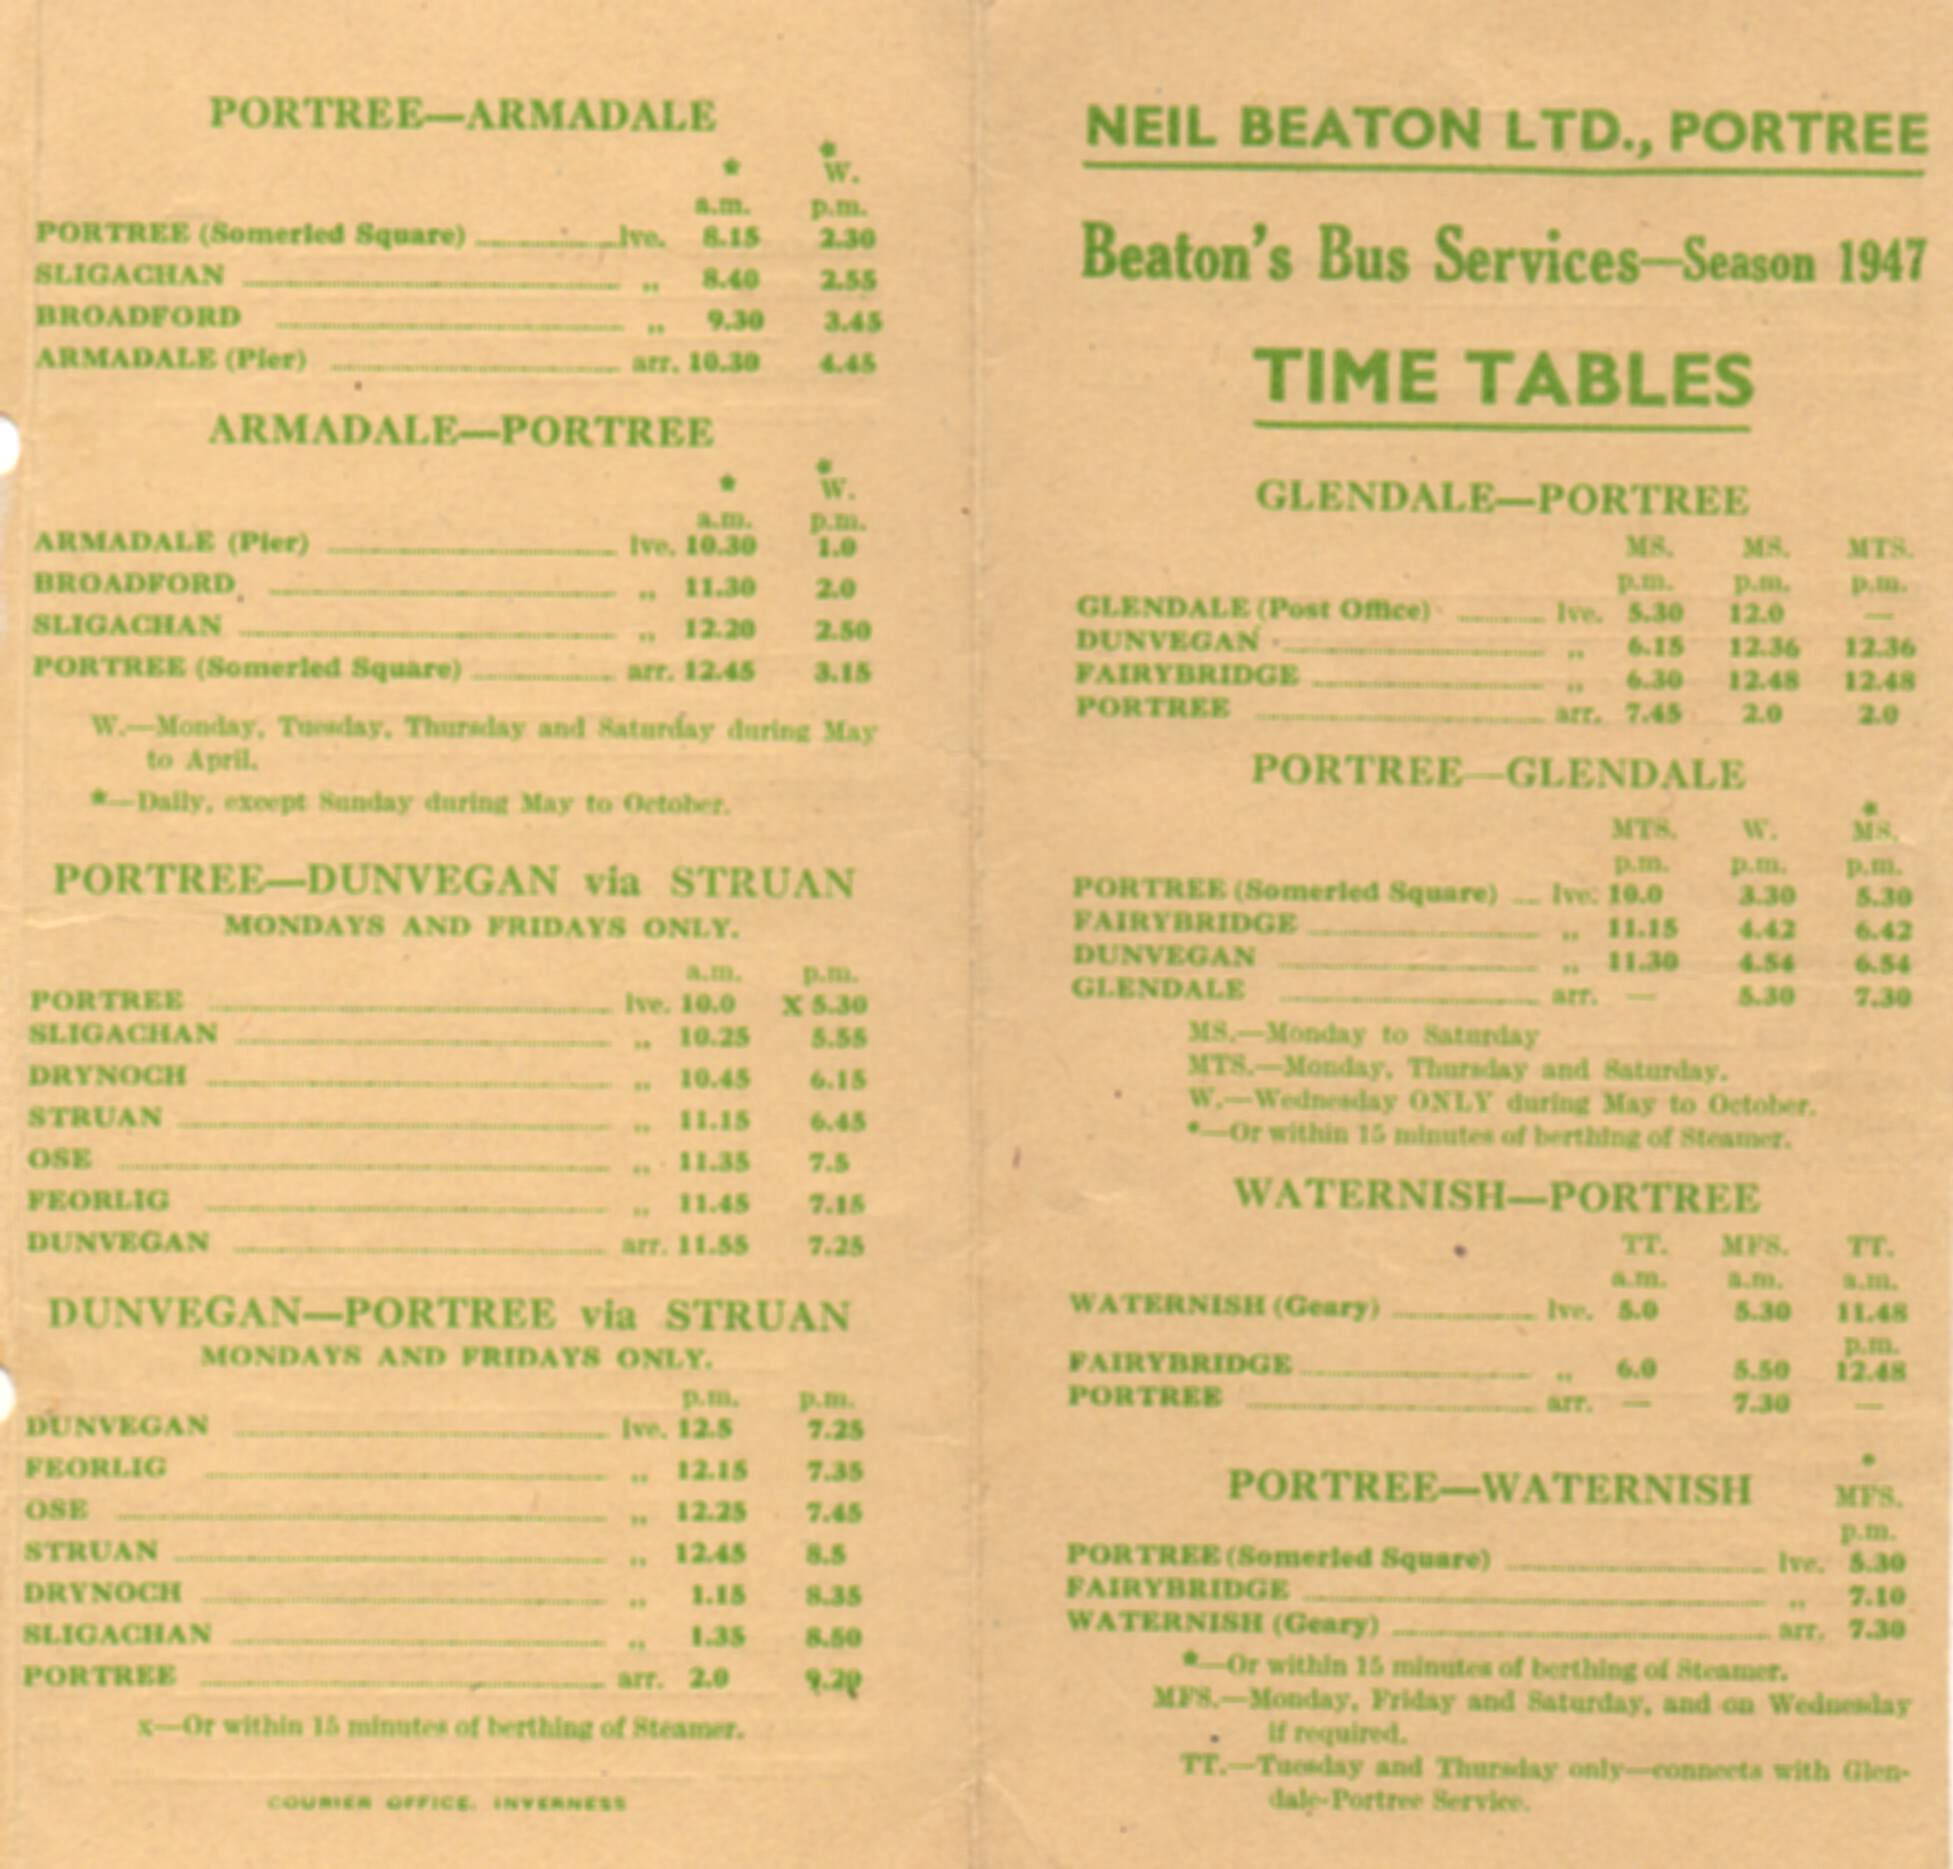 PORTREE—ARMADALE
* *
W.
a.m. p.m.
PORTREE (Somerled Square) lve. 8.15 2.30
SLIGACHAN ,, 8.40 2.55
BROADFORD ,, 9.30 3.45
ARMADALE (Pier) arr. 10.30 4.45
ARMADALE—PORTREE
* *
W.
a.m. p.m.
ARMADALE (Pier) lve. 10.30 1.0
BROADFORD ,, 11.30 2.0
SLIGACHAN ,, 12.20 2.50
PORTREE (Somerled Square) arr. 12.45 3.15
W.—Monday, Tuesday, Thursday and Saturday during May
to April.
*—Daily, except Sunday during May to October.
PORTREE—DUNVEGAN via STRUAN
MONDAYS AND FRIDAYS ONLY.
a.m. p.m.
PORTREE lve. 10.0 X 5.30
SLIGACHAN ,, 10.25 5.55
DRYNOCH ,, 10.45 6.15
STRUAN ,, 11.15 6.45
OSE ,, 11.35 7.5
FEORLIG ,, 11.45 7.15
DUNVEGAN arr. 11.55 7.25
DUNVEGAN—PORTREE via STRUAN
MONDAYS AND FRIDAYS ONLY.
p.m. p.m.
DUNVEGAN lve. 12.5 7.25
FEORLIG ,, 12.15 7.35
OSE ,, 12.25 7.45
STRUAN ,, 12.45 8.5
DRYNOCH ,, 1.15 8.35
SLIGACHAN ,, 1.35 8.50
PORTREE arr. 2.0 9.20
x—Or within 15 minutes of berthing of Steamer.
COURIER OFFICE, INVERNESS
NEIL BEATON LTD., PORTREE
Beaton's Bus Services—Season 1947
TIME TABLES
GLENDALE—PORTREE
MS. MS. MTS.
p.m. p.m. p.m.
GLENDALE (Post Office) lve. 5.30 12.0 —
DUNVEGAN ,, 6.15 12.36 12.36
FAIRYBRIDGE ,, 6.30 12.48 12.48
PORTREE arr. 7.45 2.0 2.0
PORTREE—GLENDALE
*
MTS. W. MS.
p.m. p.m. p.m.
PORTREE (Somerled Square) lve. 10.0 3.30 5.30
FAIRYBRIDGE ,, 11.15 4.42 6.42
DUNVEGAN ,, 11.30 4.54 6.54
GLENDALE arr. — 5.30 7.30
MS.—Monday to Saturday
MTS.—Monday, Thursday and Saturday.
W.—Wednesday ONLY during May to October.
*—Or within 15 minutes of berthing of Steamer.
WATERNISH—PORTREE
TT. MFS. TT.
a.m. a.m. a.m.
WATERNISH (Geary) lve. 5.0 5.30 11.48
p.m.
FAIRYBRIDGE ,, 6.0 5.50 12.48
PORTREE arr. — 7.30 —
*
PORTREE—WATERNISH MFS.
p.m.
PORTREE (Somerled Square) lve. 5.30
FAIRYBRIDGE ,, 7.10
WATERNISH (Geary) arr. 7.30
*—Or within 15 minutes of berthing of Steamer.
MFS.—Monday, Friday and Saturday, and on Wednesday
if required.
TT.—Tuesday and Thursday only—connects with Glen-
dale-Portree Service.